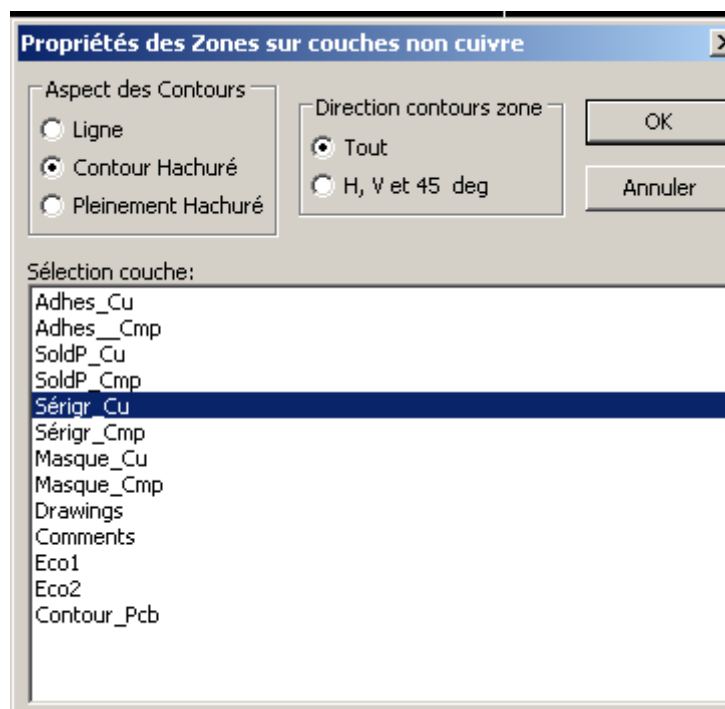 Propriétés des Zones sur couches non cuivre
Aspect des Contours
Ligne
Contour Hachuré
Pleinement Hachuré
Direction contours zone
Tout
H, V et 45 deg
OK
Annuler
Sélection couche:
Adhes_Cu
Adhes__Cmp
SoldP_Cu
SoldP_Cmp
Sérigr_Cu
Sérigr_Cmp
Masque_Cu
Masque_Cmp
Drawings
Comments
Eco1
Eco2
Contour_Pcb